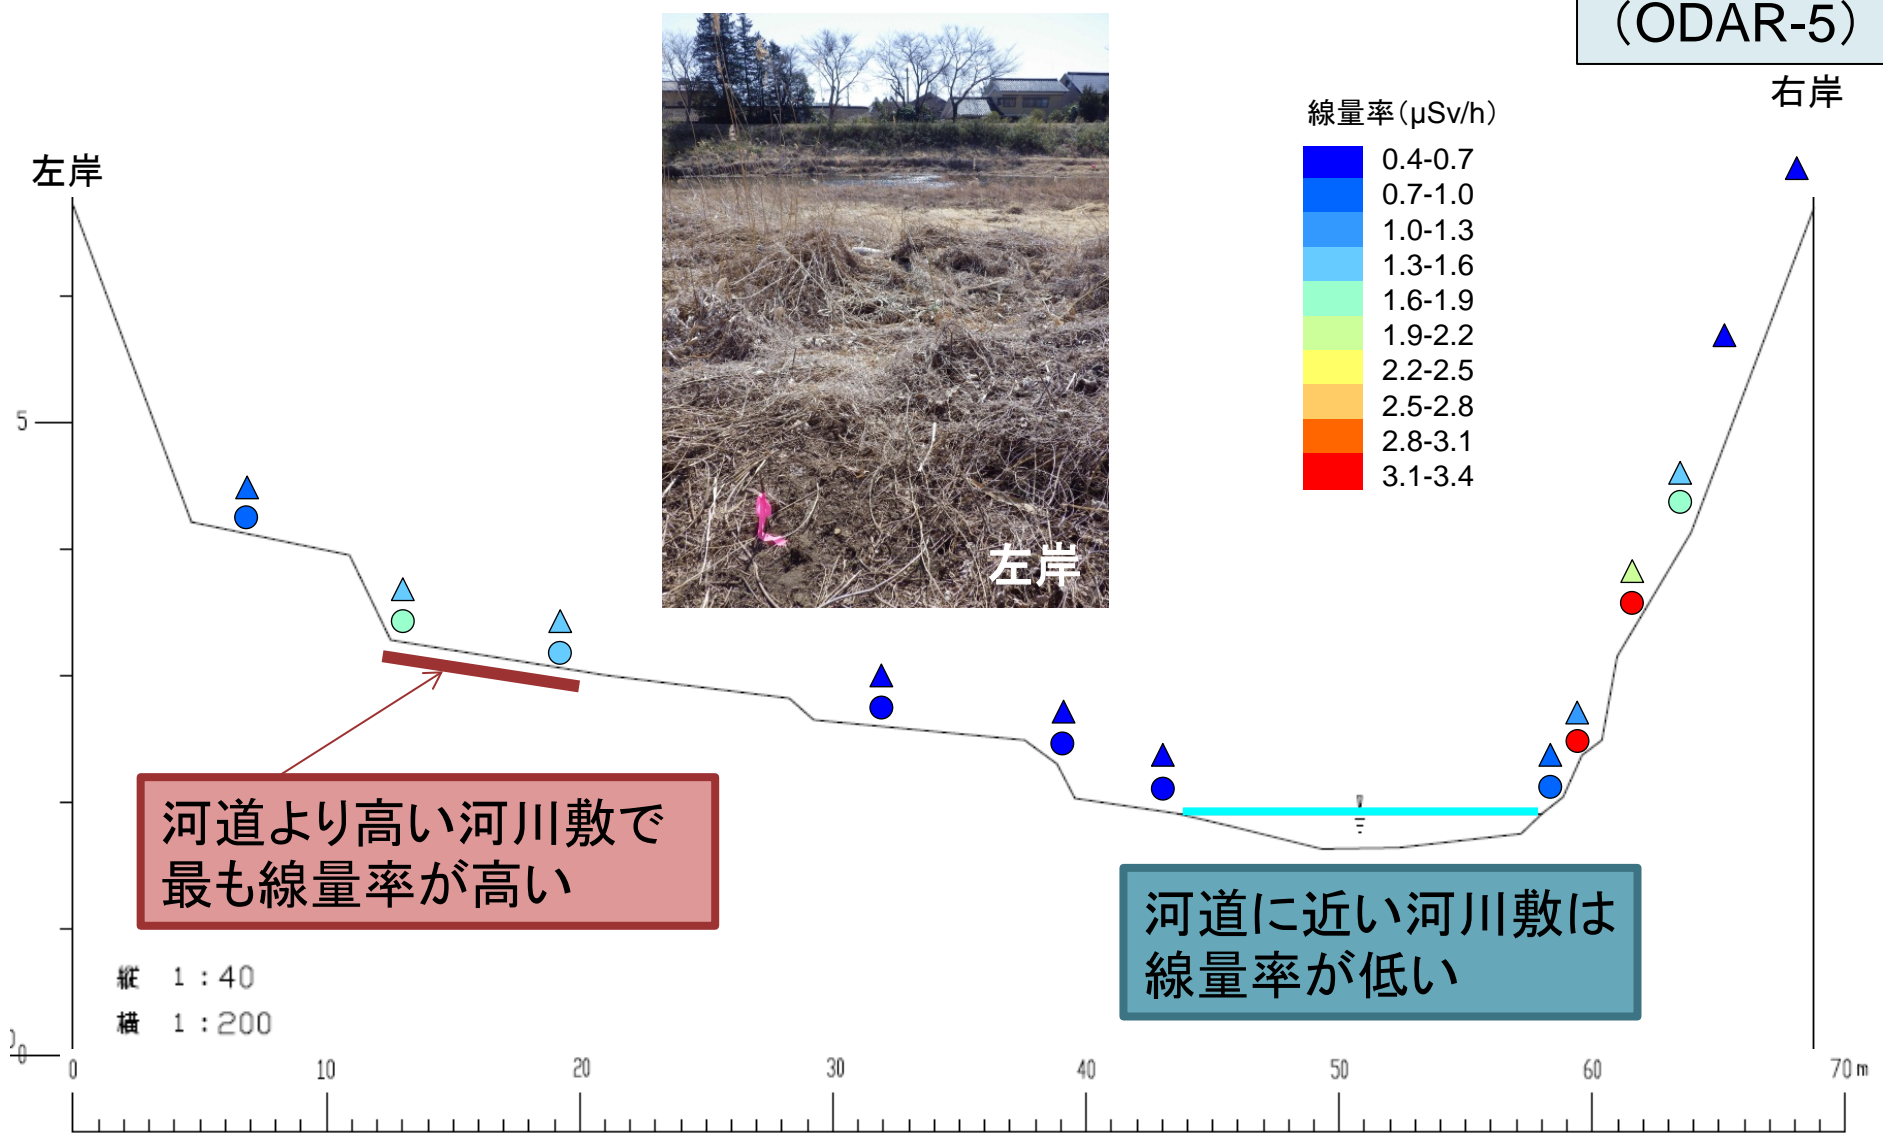 (ODAR-5)
右岸
左岸
線量率(μSv/h)
0.4-0.7
0.7-1.0
1.0-1.3
1.3-1.6
1.6-1.9
1.9-2.2
2.2-2.5
2.5-2.8
2.8-3.1
3.1-3.4
5
左岸
河道より高い河川敷で
最も線量率が高い
河道に近い河川敷は
線量率が低い
縦 1:40
横 1:200
0
0 10 20 30 40 50 60 70 m